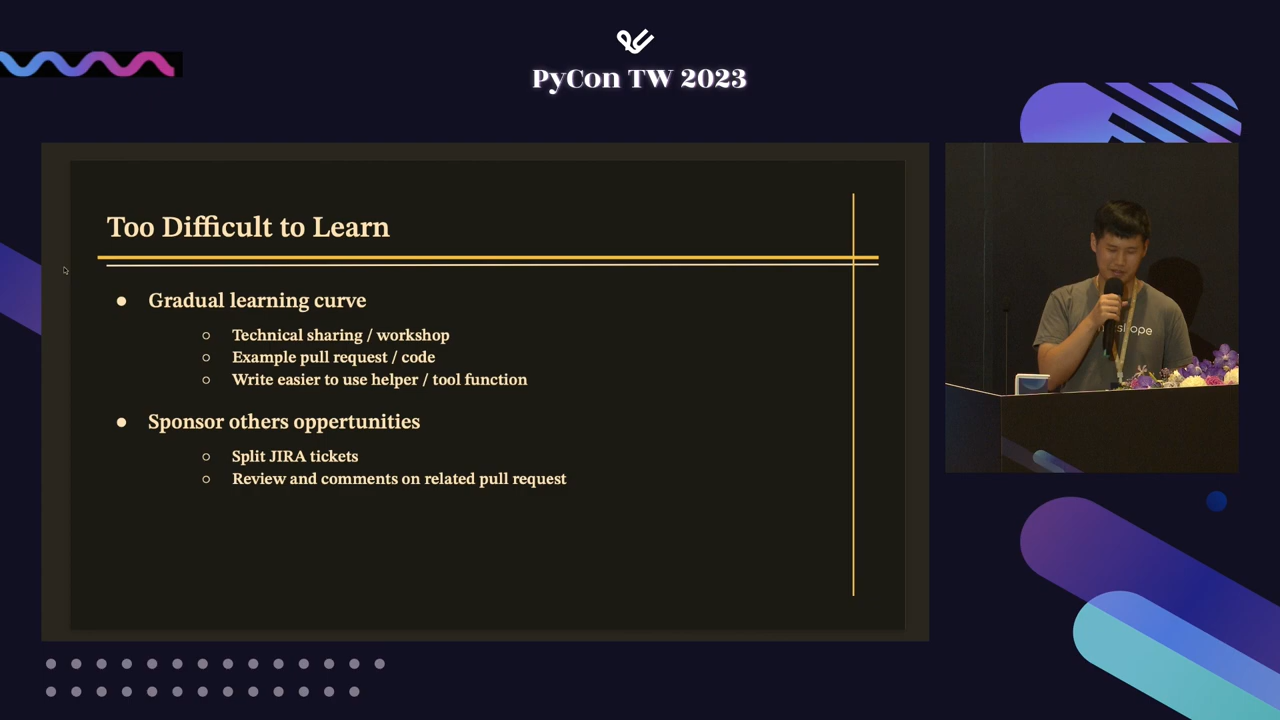 PyCon TW 2023
Too Difficult to Learn
Gradual learning curve
Technical sharing / workshop
Example pull request / code
Write easier to use helper / tool function
Sponsor others oppertunities
Split JIRA tickets
Review and comments on related pull request